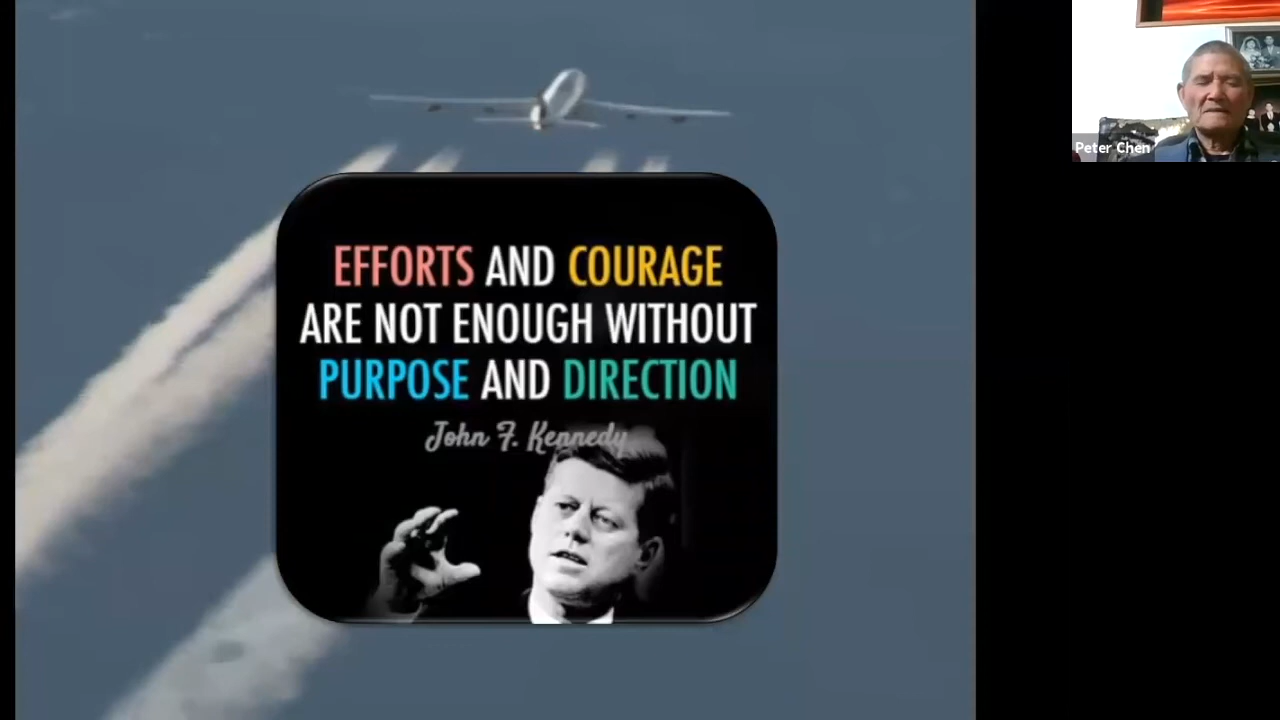 EFFORTS AND COURAGE
ARE NOT ENOUGH WITHOUT
PURPOSE AND DIRECTION
John F. Kennedy
Peter Chen